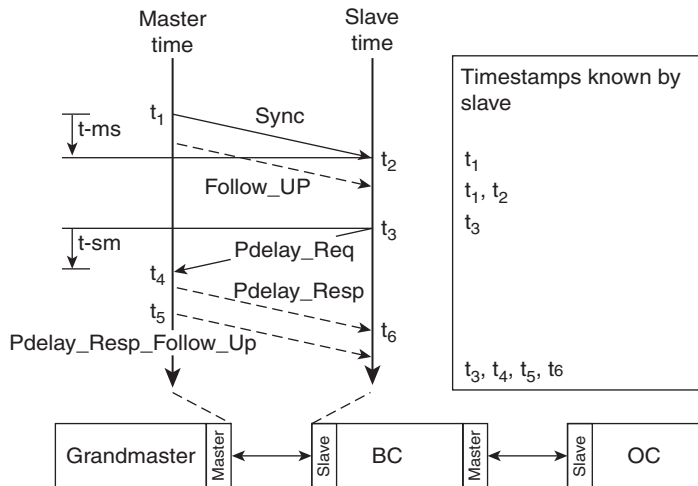 Master
time
Slave
time
Timestamps known by
slave
t1
Sync
t-ms
t2
t1
Follow_UP
t1, t2
t3
t3
t-sm
Pdelay_Req
t4
Pdelay_Resp
t5
t6
Pdelay_Resp_Follow_Up
t3, t4, t5, t6
Grandmaster
Master
Slave
BC
Master
Slave
OC